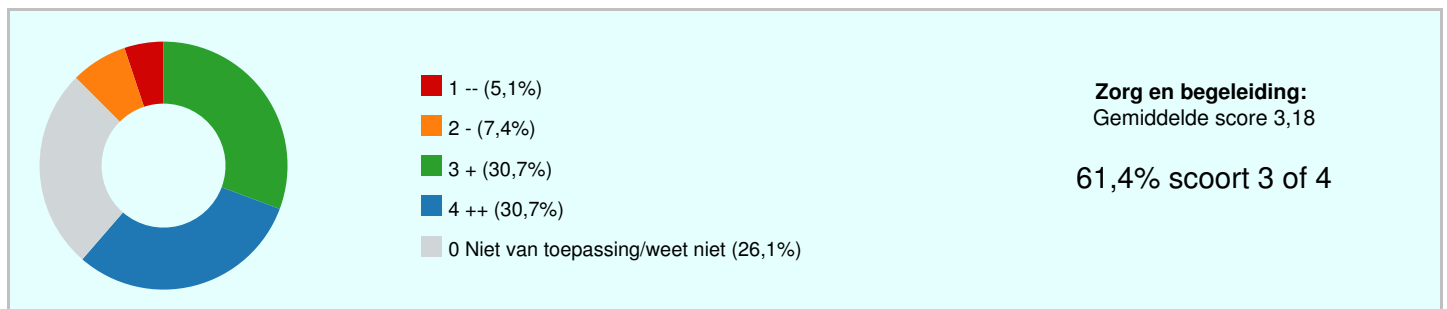 1 -- (5,1%)
2 - (7,4%)
3 + (30,7%)
4 ++ (30,7%)
0 Niet van toepassing/weet niet (26,1%)
Zorg en begeleiding:
Gemiddelde score 3,18
61,4% scoort 3 of 4